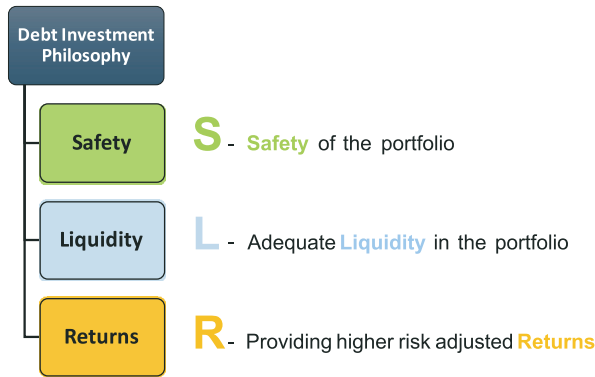 Debt Investment
Philosophy
Safety
S - Safety of the portfolio
Liquidity
L - Adequate Liquidity in the portfolio
Returns
R - Providing higher risk adjusted Returns